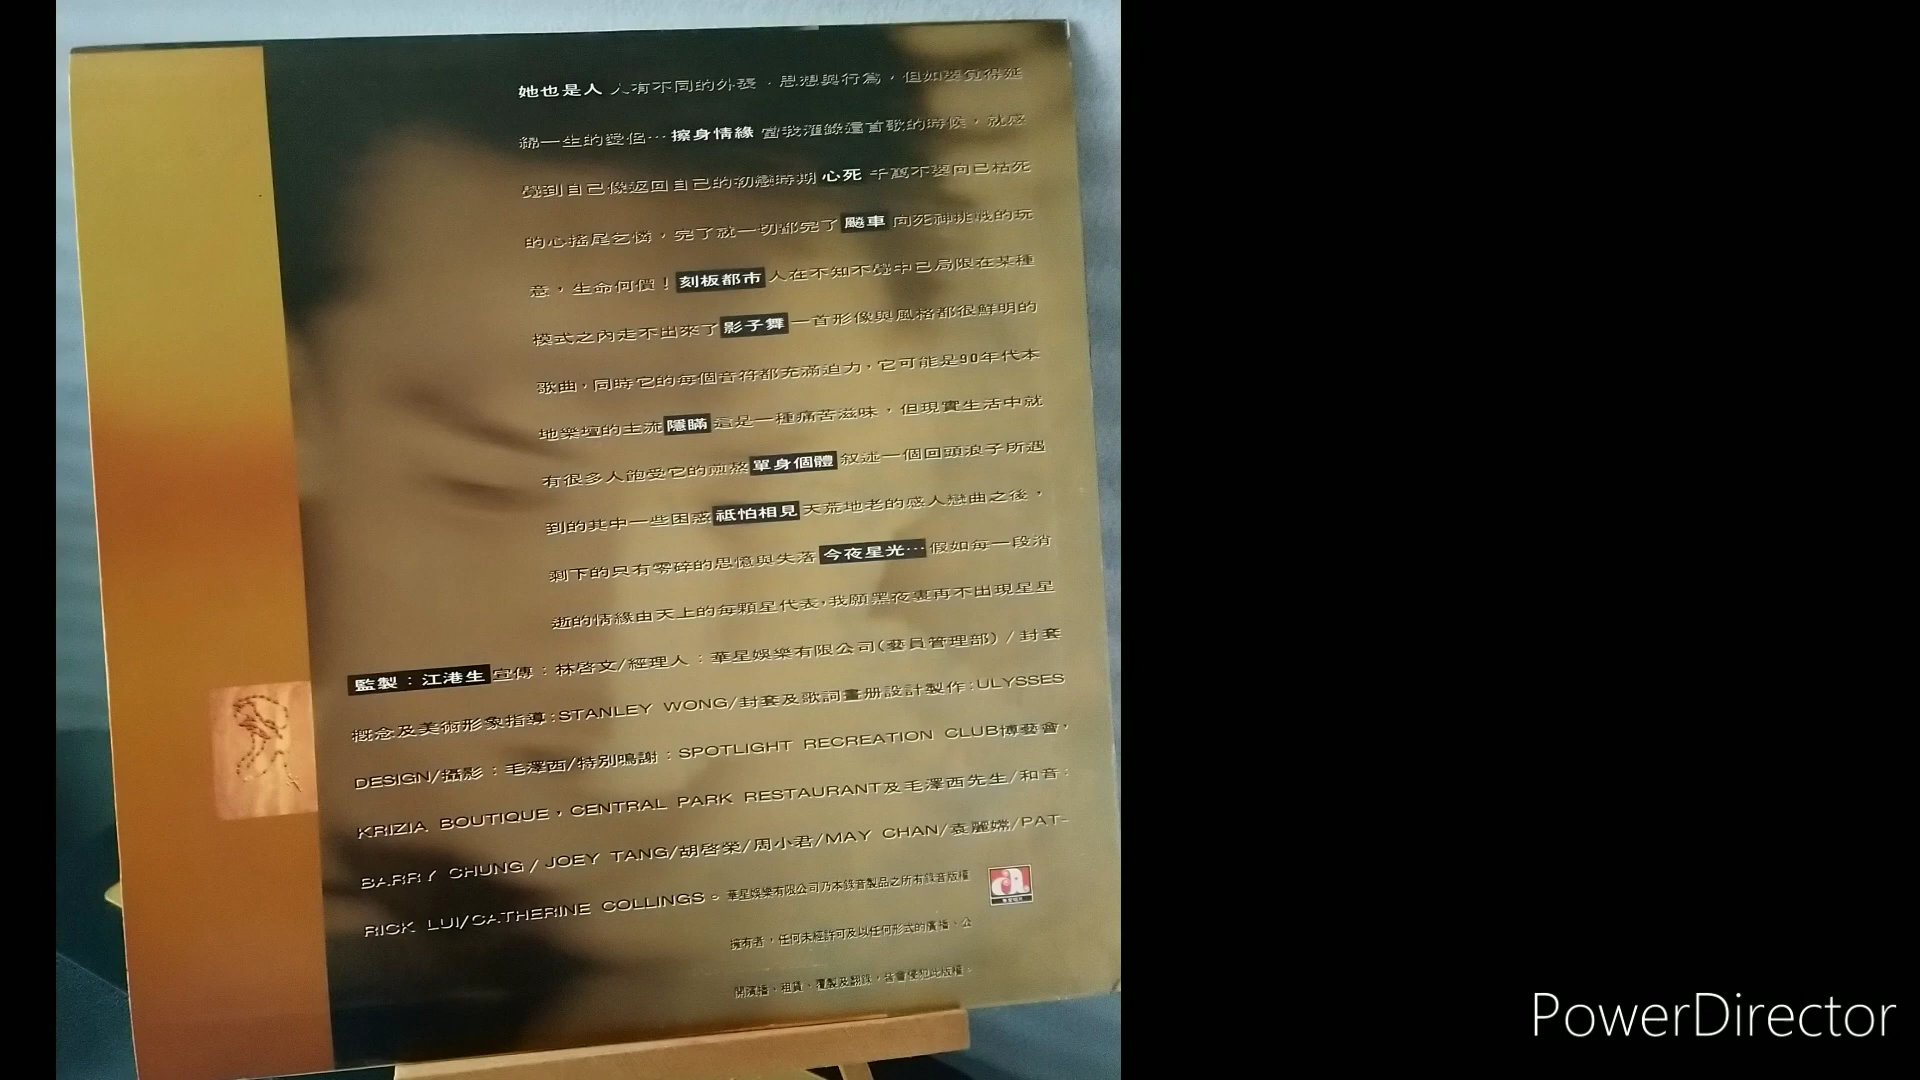 她也是人 人有不同的外表、思想與行為,但如要覓得延
綿一生的愛侶⋯擦身情緣 當我灌錄這首歌的時候,就感
覺到自己像返回自己的初戀時期 心死 千萬不要向已枯死
的心搖尾乞憐,完了就一切都完了 飈車 向死神挑戰的玩
意,生命何價!刻板都市 人在不知不覺中已局限在某種
模式之內走不出來了 影子舞 一首形像與風格都很鮮明的
歌曲,同時它的每個音符都充滿迫力,它可能是90年代本
地樂壇的主流 隱瞞 這是一種痛苦滋味,但現實生活中就
有很多人飽受它的煎熬 單身個體 叙述一個回頭浪子所遇
到的其中一些困惑 祗怕相見 天荒地老的感人戀曲之後,
剩下的只有零碎的思憶與失落 今夜星光⋯ 假如每一段消
逝的情緣由天上的每顆星代表,我願黑夜裏再不出現星星
監製:江港生 宣傳:林啓文/經理人:華星娛樂有限公司(藝員管理部)/封套
概念及美術形象指導:STANLEY WONG/封套及歌詞畫册設計製作:ULYSSES
DESIGN/攝影:毛澤西/特別鳴謝:SPOTLIGHT RECREATION CLUB博藝會,
KRIZIA BOUTIQUE,CENTRAL PARK RESTAURANT及毛澤西先生/和音:
BARRY CHUNG/JOEY TANG/胡啓榮/周小君/MAY CHAN/袁麗嫦/PAT-
RICK LUI/CATHERINE COLLINGS。華星娛樂有限公司乃本錄音製品之所有錄音版權
擁有者,任何未經許可及以任何形式的廣播、公
開演播、租賃、覆製及翻錄,皆會侵犯此版權。
PowerDirector